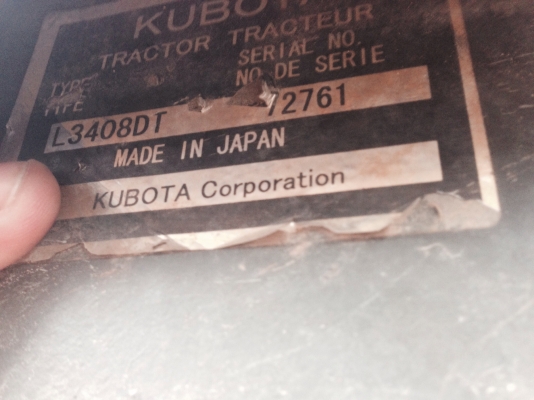 KUBOTA
TRACTOR TRACTEUR
TYPE SERIAL NO.
TYPE NO DE SERIE
L3408DT 72761
MADE IN JAPAN
KUBOTA Corporation